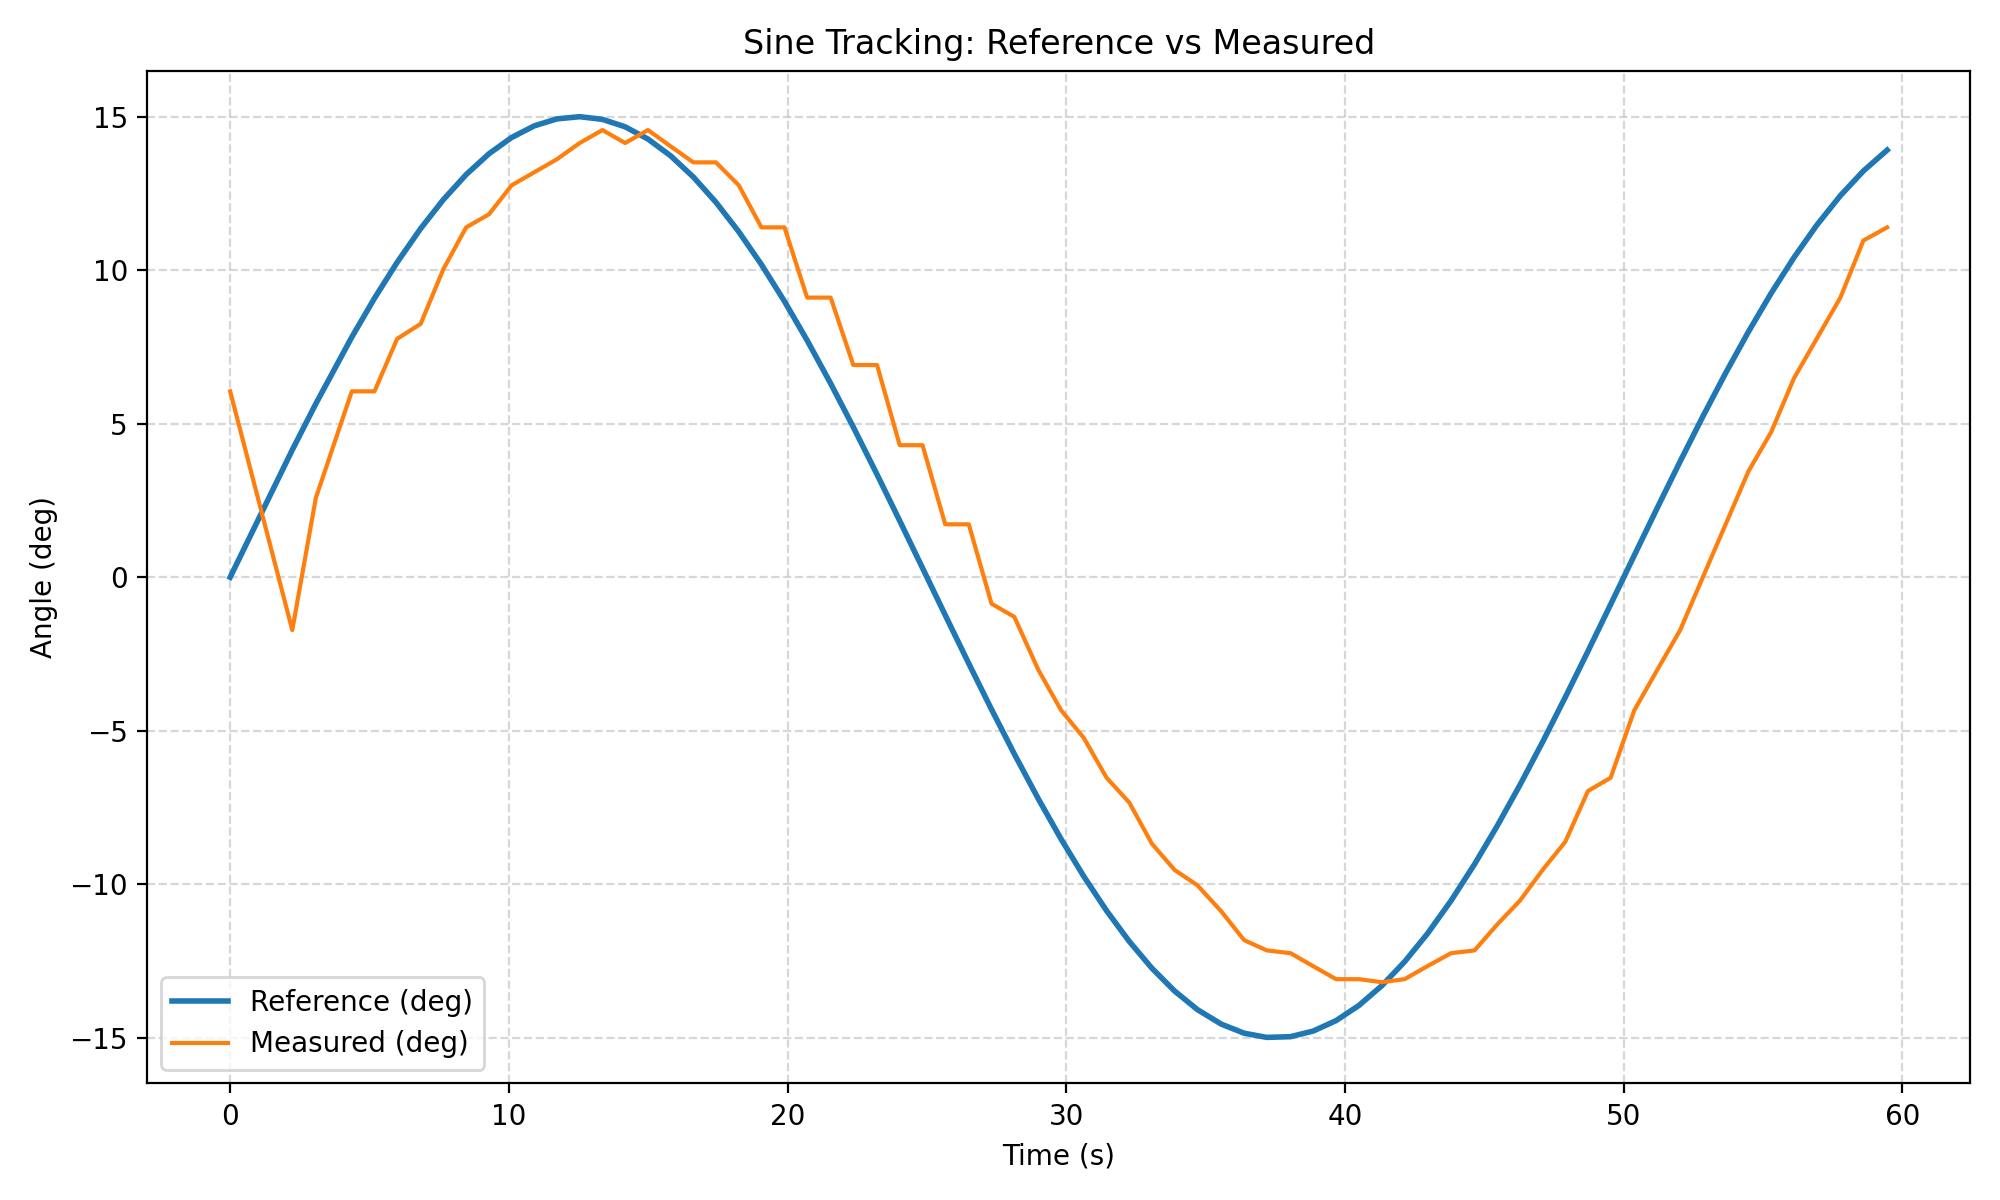 Sine Tracking: Reference vs Measured
Angle (deg)
15
10
5
0
−5
−10
−15
Reference (deg)
Measured (deg)
0 10 20 30 40 50 60
Time (s)